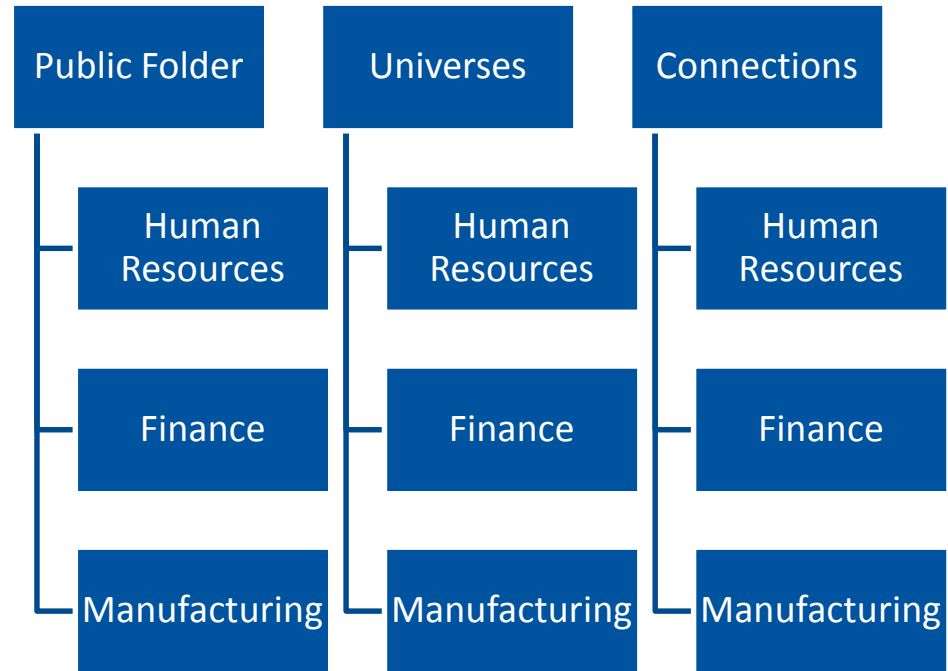 Public Folder
Human
Resources
Finance
Manufacturing
Universes
Human
Resources
Finance
Manufacturing
Connections
Human
Resources
Finance
Manufacturing